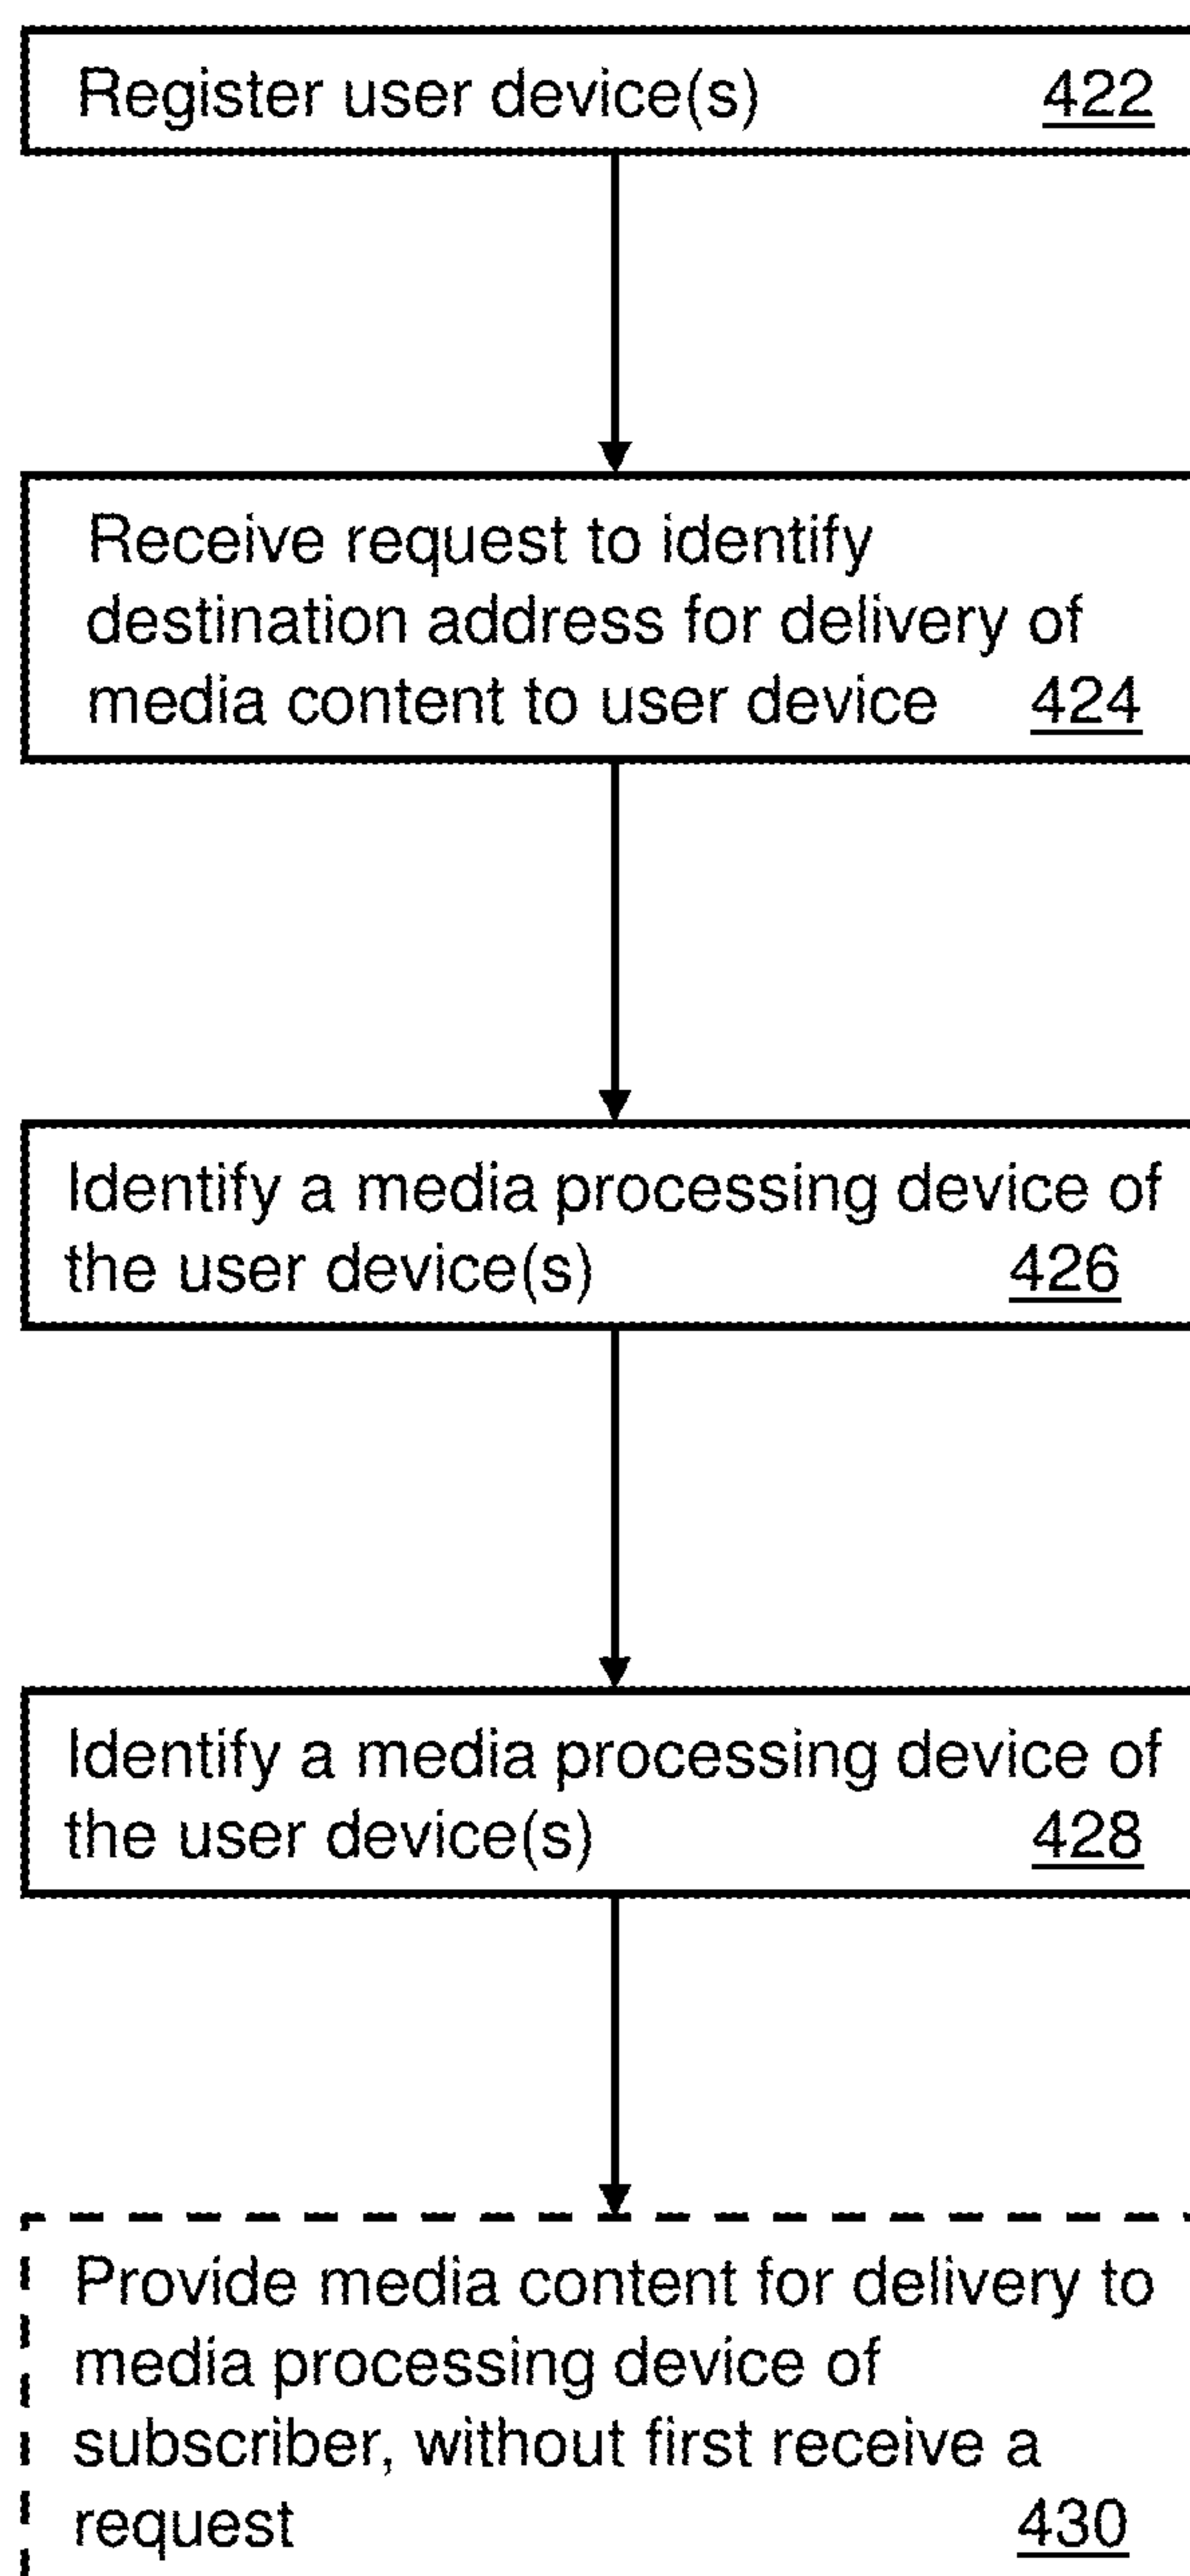 Register user device(s) 422
Receive request to identify
destination address for delivery of
media content to user device 424
Identify a media processing device of
the user device(s) 426
Identify a media processing device of
the user device(s) 428
Provide media content for delivery to
media processing device of
subscriber, without first receive a
request 430